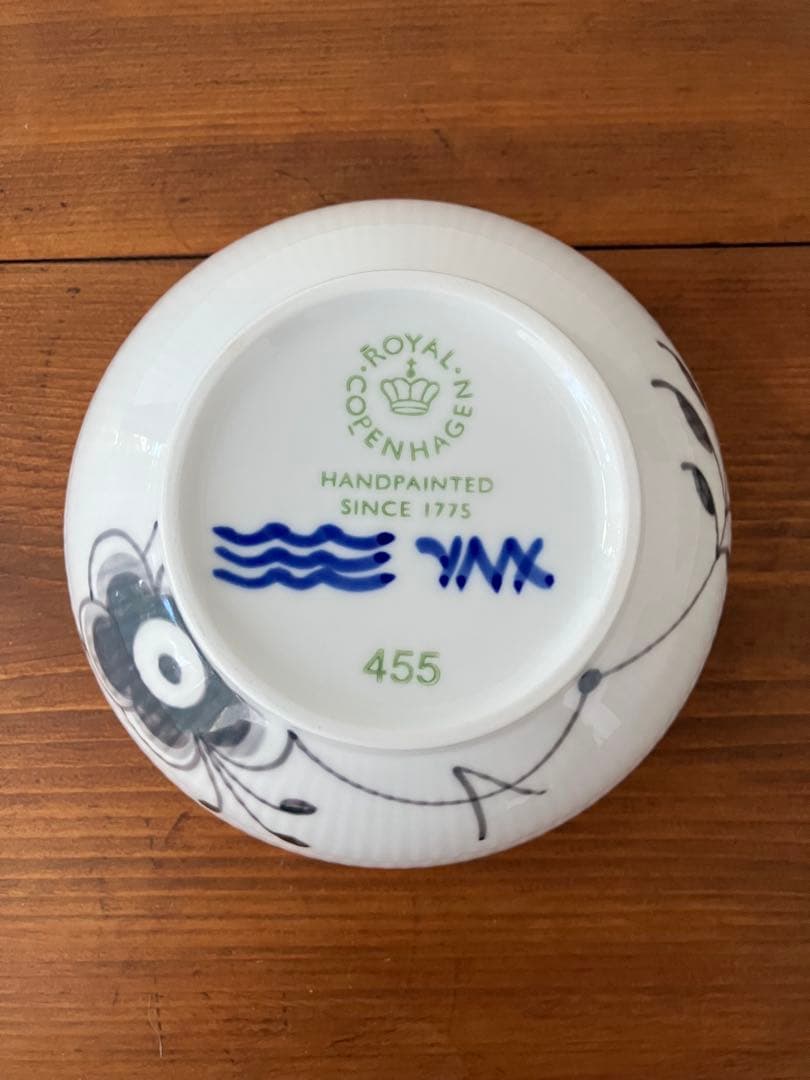 ROYAL
COPENHAGEN
HANDPAINTED
SINCE 1775
455